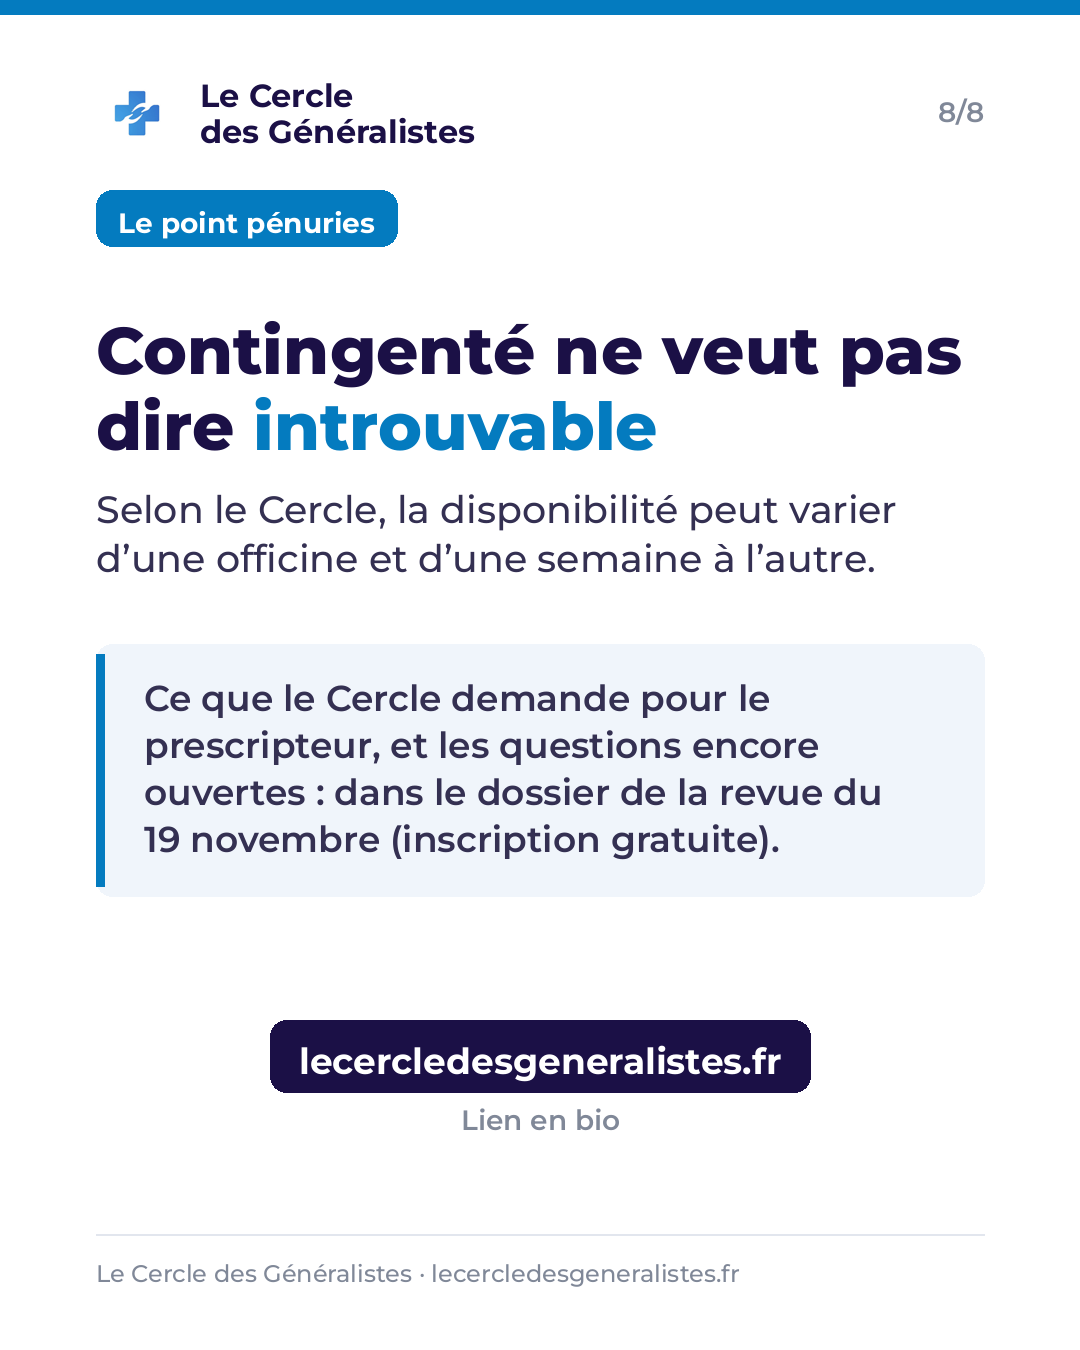 Le Cercle
des Généralistes
8/8
Le point pénuries
Contingenté ne veut pas
dire introuvable
Selon le Cercle, la disponibilité peut varier
d’une officine et d’une semaine à l’autre.
Ce que le Cercle demande pour le
prescripteur, et les questions encore
ouvertes : dans le dossier de la revue du
19 novembre (inscription gratuite).
lecercledesgeneralistes.fr
Lien en bio
Le Cercle des Généralistes · lecercledesgeneralistes.fr